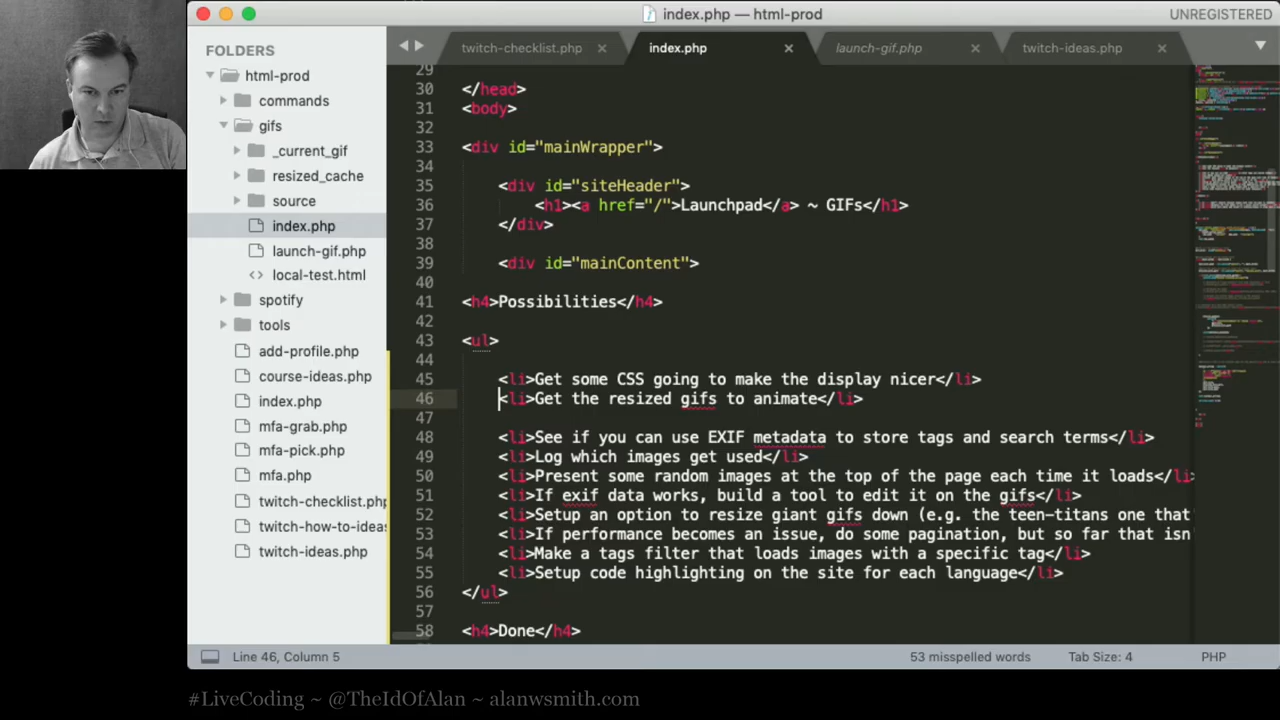 index.php — html-prod
UNREGISTERED
FOLDERS
html-prod
commands
gifs
_current_gif
resized_cache
source
index.php
launch-gif.php
local-test.html
spotify
tools
add-profile.php
course-ideas.php
index.php
mfa-grab.php
mfa-pick.php
mfa.php
twitch-checklist.php
twitch-how-to-ideas
twitch-ideas.php
twitch-checklist.php
index.php
launch-gif.php
twitch-ideas.php
29
30 </head>
31 <body>
32
33 <div id="mainWrapper">
34
35 <div id="siteHeader">
36 <h1><a href="/">Launchpad</a> ~ GIFs</h1>
37 </div>
38
39 <div id="mainContent">
40
41 <h4>Possibilities</h4>
42
43 <ul>
44
45 <li>Get some CSS going to make the display nicer</li>
46 <li>Get the resized gifs to animate</li>
47
48 <li>See if you can use EXIF metadata to store tags and search terms</li>
49 <li>Log which images get used</li>
50 <li>Present some random images at the top of the page each time it loads</li
51 <li>If exif data works, build a tool to edit it on the gifs</li>
52 <li>Setup an option to resize giant gifs down (e.g. the teen-titans one that
53 <li>If performance becomes an issue, do some pagination, but so far that isn'
54 <li>Make a tags filter that loads images with a specific tag</li>
55 <li>Setup code highlighting on the site for each language</li>
56 </ul>
57
58 <h4>Done</h4>
Line 46, Column 5
53 misspelled words
Tab Size: 4
PHP
#LiveCoding ~ @TheIdOfAlan ~ alanwsmith.com